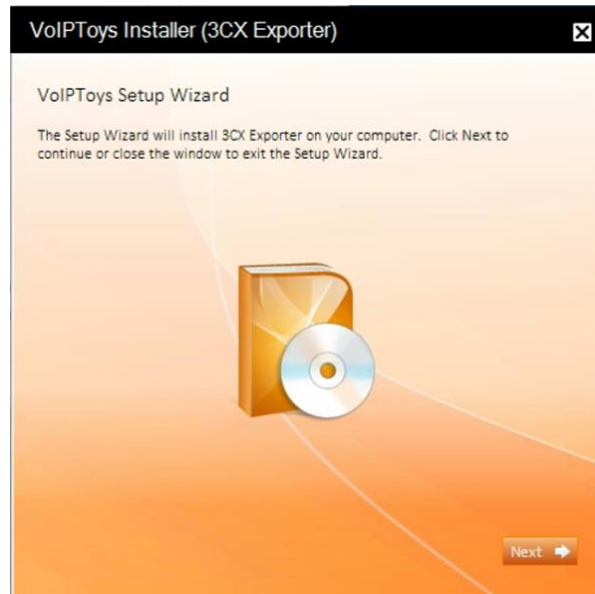 VoIPToys Installer (3CX Exporter)
VoIPToys Setup Wizard
The Setup Wizard will install 3CX Exporter on your computer.  Click Next to
continue or close the window to exit the Setup Wizard.
Next